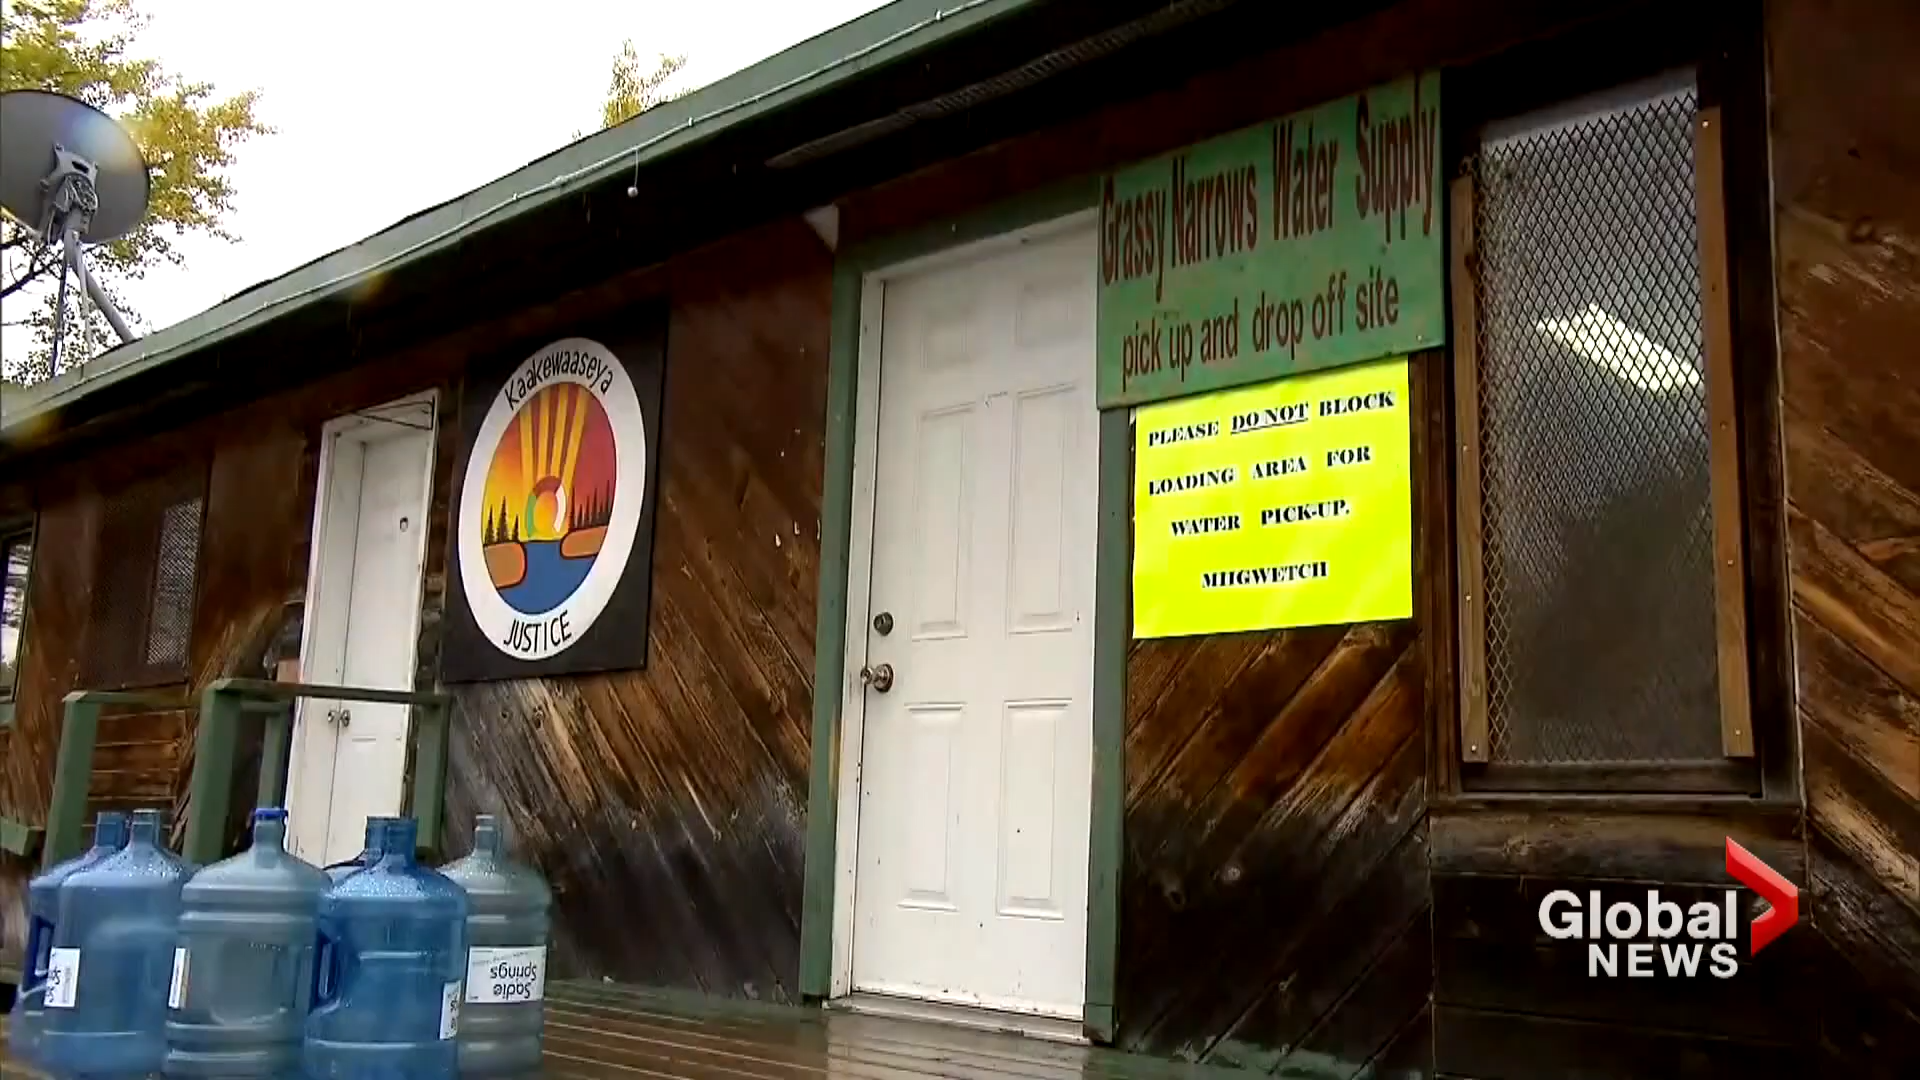 Kaakewaaseya
JUSTICE
Grassy Narrows Water Supply
pick up and drop off site
PLEASE DO NOT BLOCK
LOADING AREA FOR
WATER PICK-UP.
MIIGWETCH
Sadie
Springs
Global
NEWS